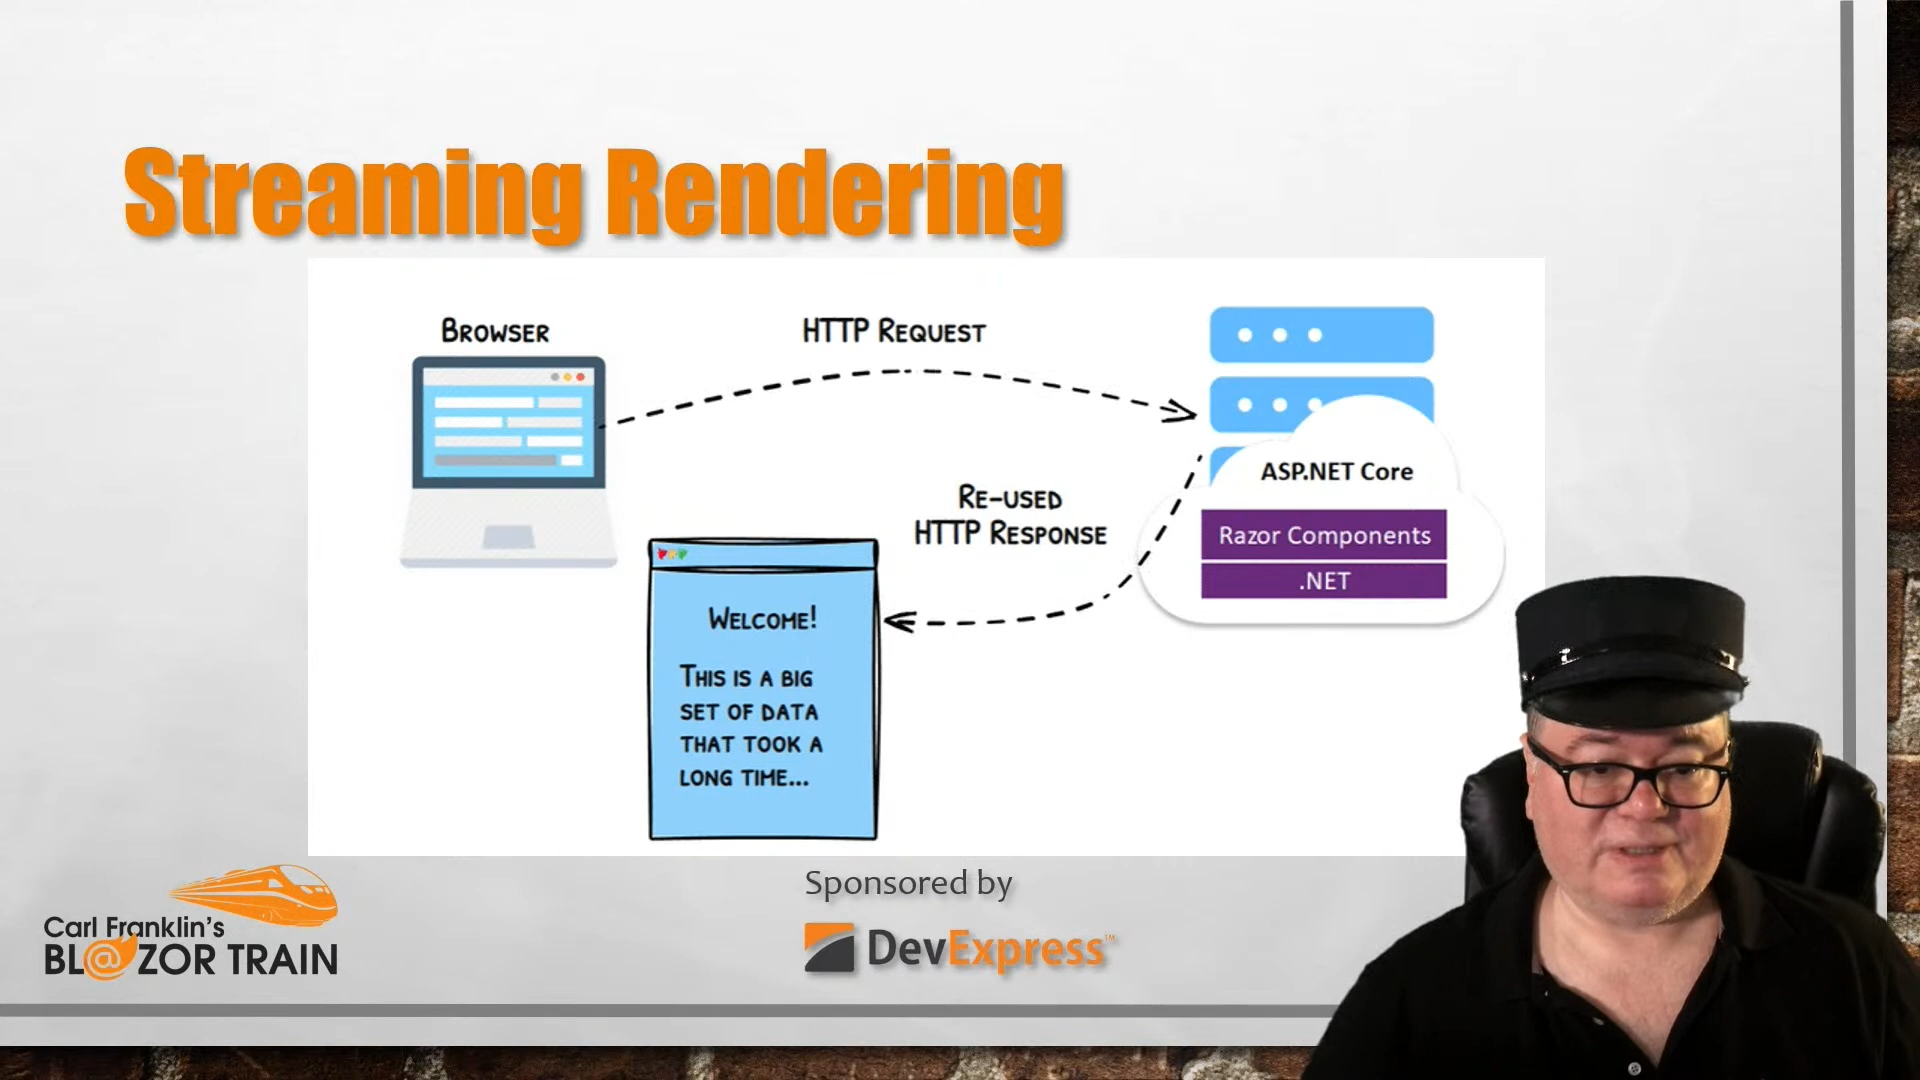 Streaming Rendering
BROWSER
HTTP REQUEST
ASP.NET Core
RE-USED
HTTP RESPONSE
Razor Components
.NET
WELCOME!
THIS IS A BIG
SET OF DATA
THAT TOOK A
LONG TIME...
Sponsored by
DevExpress™
Carl Franklin's
BL@ZOR TRAIN